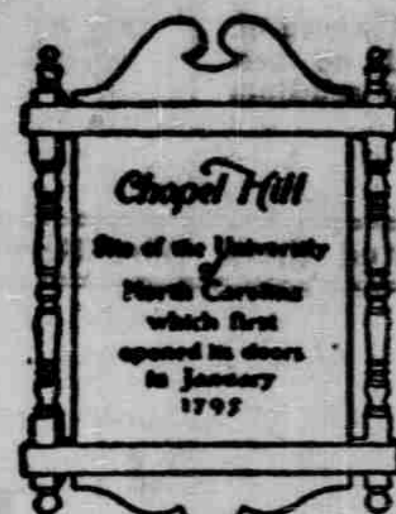 Chapel Hill
Site of the University
of
North Carolina
which first
opened its doors
in January
1795